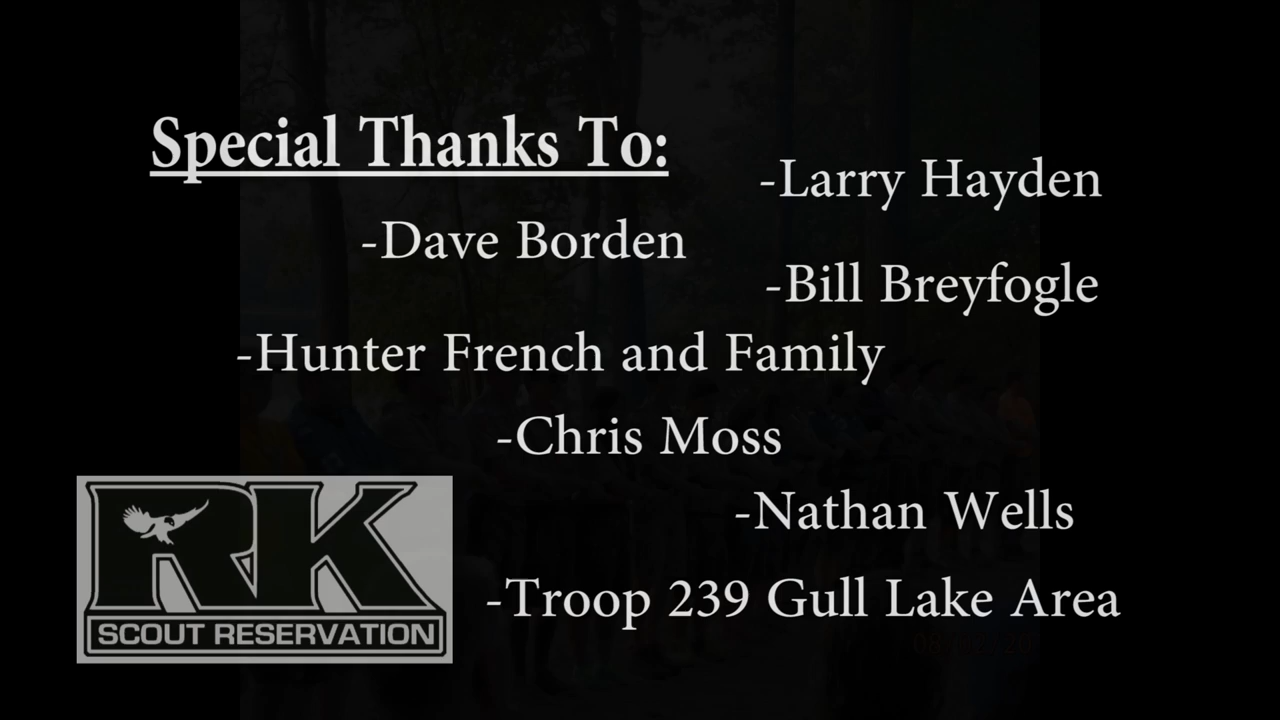 Special Thanks To:
-Larry Hayden
-Dave Borden
-Bill Breyfogle
-Hunter French and Family
-Chris Moss
-Nathan Wells
-Troop 239 Gull Lake Area
RK
SCOUT RESERVATION